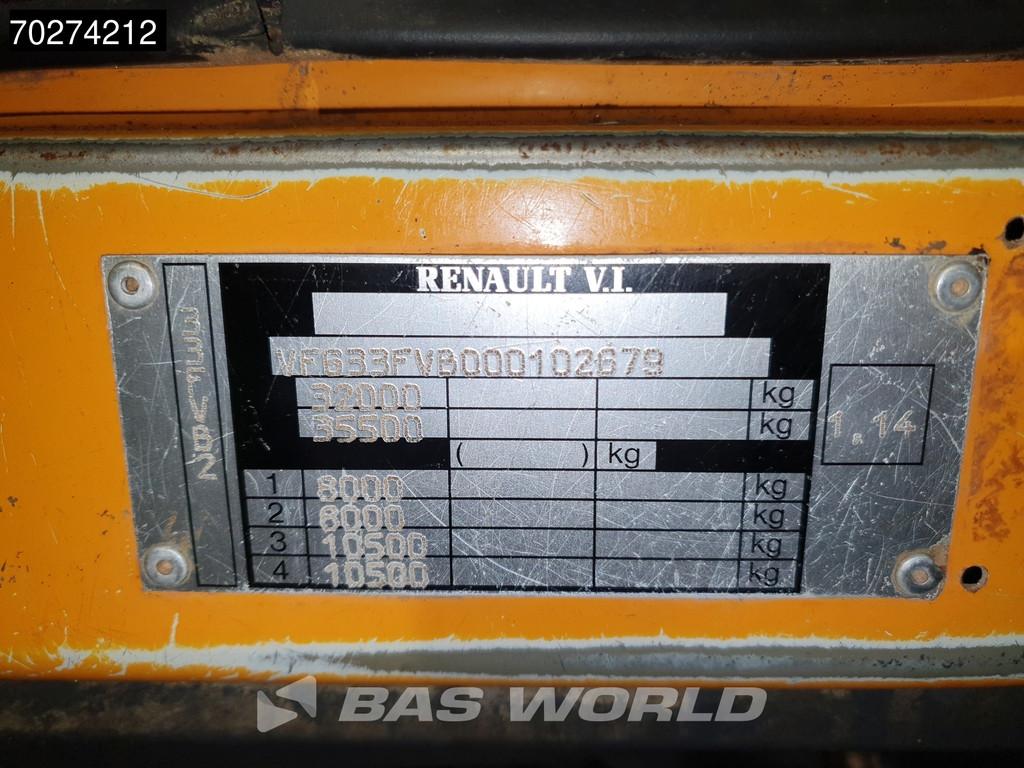 70274212
RENAULT V.I.
VF633FVB000102679
32000 kg
35500 kg
( ) kg
1 8000 kg
2 8000 kg
3 10500 kg
4 10500 kg
1,14
BAS WORLD